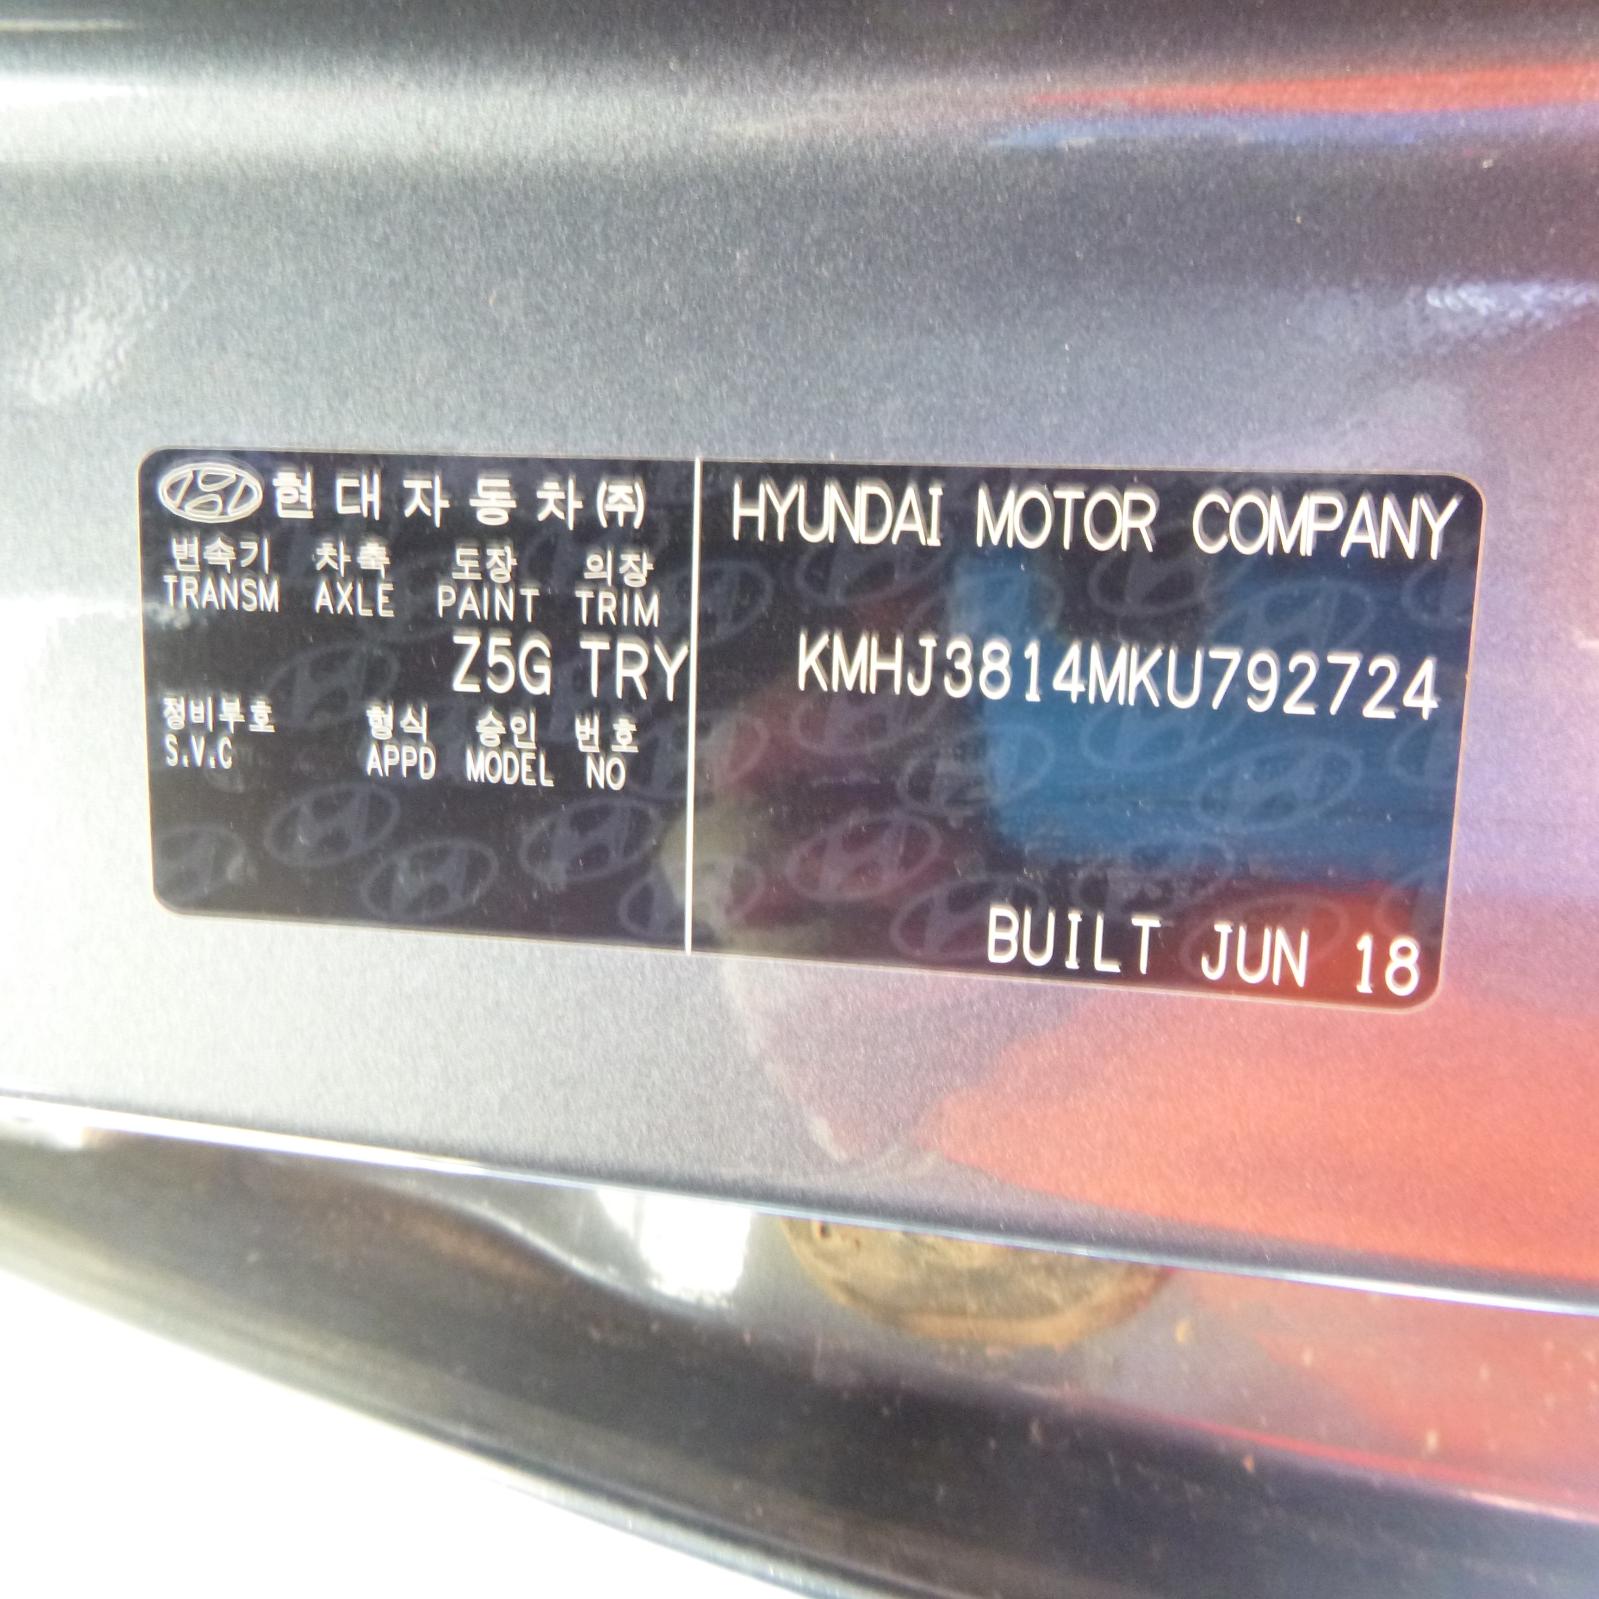 현대자동차(주)
변속기 차축 도장 의장
TRANSM AXLE PAINT TRIM
Z5G TRY
정비부호 형식 승인 번호
S.V.C APPD MODEL NO
HYUNDAI MOTOR COMPANY
KMHJ3814MKU792724
BUILT JUN 18